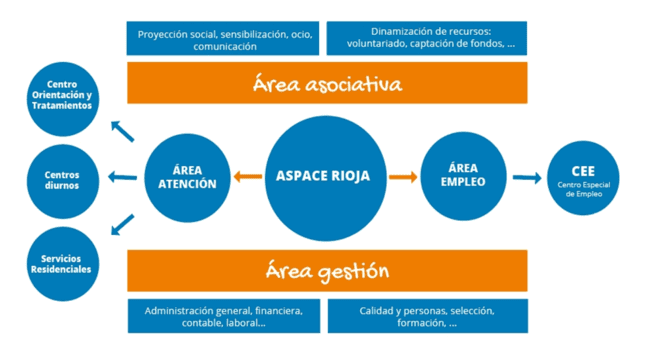 Proyección social, sensibilización, ocio,
comunicación
Dinamización de recursos:
voluntariado, captación de fondos, ...
Área asociativa
Centro
Orientación y
Tratamientos
Centros
diurnos
Servicios
Residenciales
ÁREA
ATENCIÓN
ASPACE RIOJA
ÁREA
EMPLEO
CEE
Centro Especial
de Empleo
Área gestión
Administración general, financiera,
contable, laboral...
Calidad y personas, selección,
formación, ...